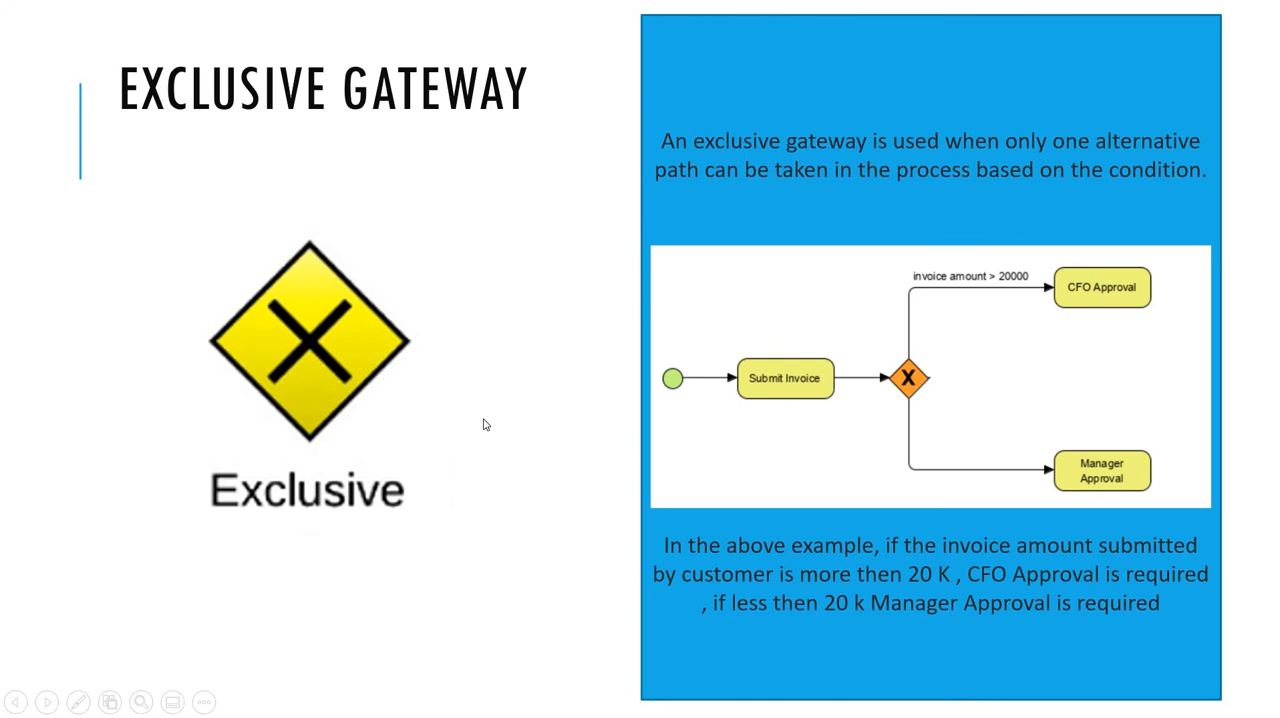 EXCLUSIVE GATEWAY
Exclusive
An exclusive gateway is used when only one alternative
path can be taken in the process based on the condition.
invoice amount > 20000
CFO Approval
Submit Invoice
X
Manager
Approval
In the above example, if the invoice amount submitted
by customer is more then 20 K , CFO Approval is required
, if less then 20 k Manager Approval is required